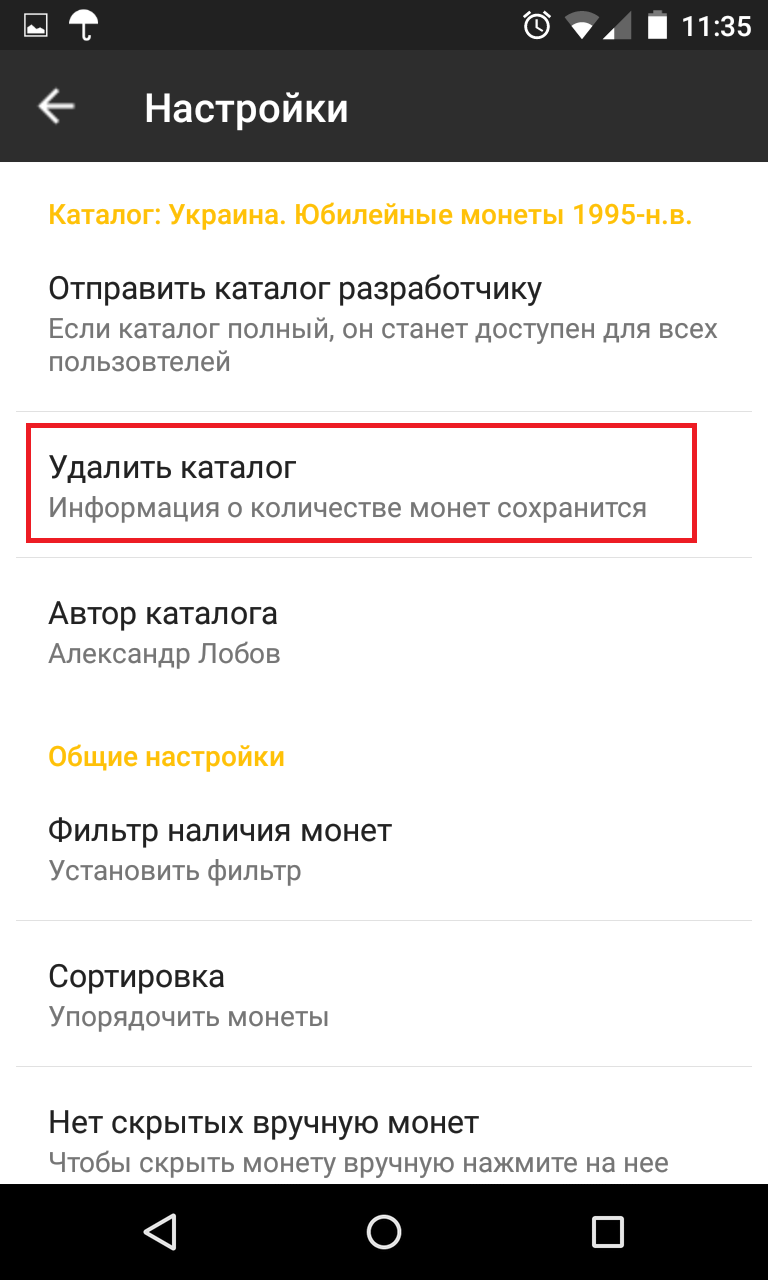 11:35
Настройки
Каталог: Украина. Юбилейные монеты 1995-н.в.
Отправить каталог разработчику
Если каталог полный, он станет доступен для всех
пользовтелей
Удалить каталог
Информация о количестве монет сохранится
Автор каталога
Александр Лобов
Общие настройки
Фильтр наличия монет
Установить фильтр
Сортировка
Упорядочить монеты
Нет скрытых вручную монет
Чтобы скрыть монету вручную нажмите на нее